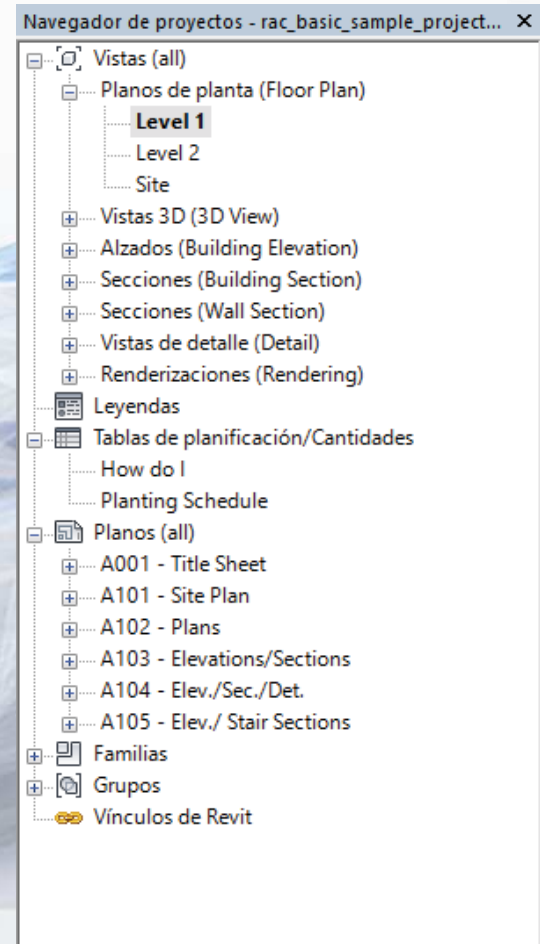 Navegador de proyectos - rac_basic_sample_project...
Vistas (all)
Planos de planta (Floor Plan)
Level 1
Level 2
Site
Vistas 3D (3D View)
Alzados (Building Elevation)
Secciones (Building Section)
Secciones (Wall Section)
Vistas de detalle (Detail)
Renderizaciones (Rendering)
Leyendas
Tablas de planificación/Cantidades
How do I
Planting Schedule
Planos (all)
A001 - Title Sheet
A101 - Site Plan
A102 - Plans
A103 - Elevations/Sections
A104 - Elev./Sec./Det.
A105 - Elev./ Stair Sections
Familias
Grupos
Vínculos de Revit